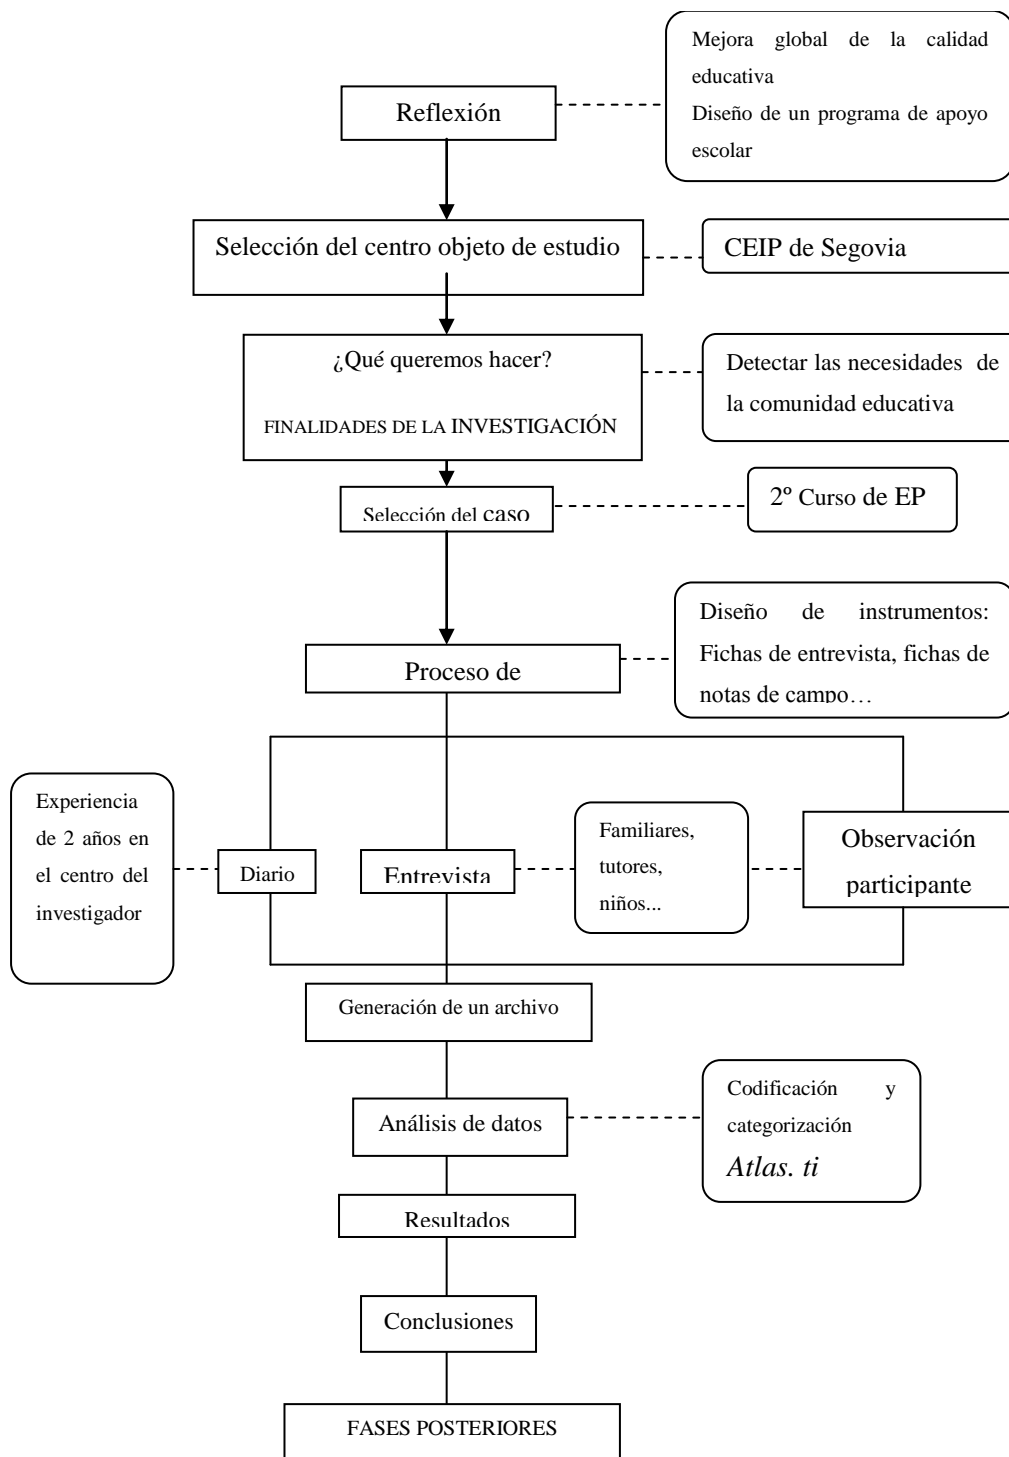 Mejora global de la calidad
educativa
Diseño de un programa de apoyo
escolar
Reflexión
Selección del centro objeto de estudio
CEIP de Segovia
¿Qué queremos hacer?
FINALIDADES DE LA INVESTIGACIÓN
Detectar las necesidades de
la comunidad educativa
Selección del caso
2º Curso de EP
Diseño de instrumentos:
Fichas de entrevista, fichas de
notas de campo…
Proceso de
Experiencia
de 2 años en
el centro del
investigador
Diario
Entrevista
Familiares,
tutores,
niños...
Observación
participante
Generación de un archivo
Análisis de datos
Codificación y
categorización
Atlas. ti
Resultados
Conclusiones
FASES POSTERIORES